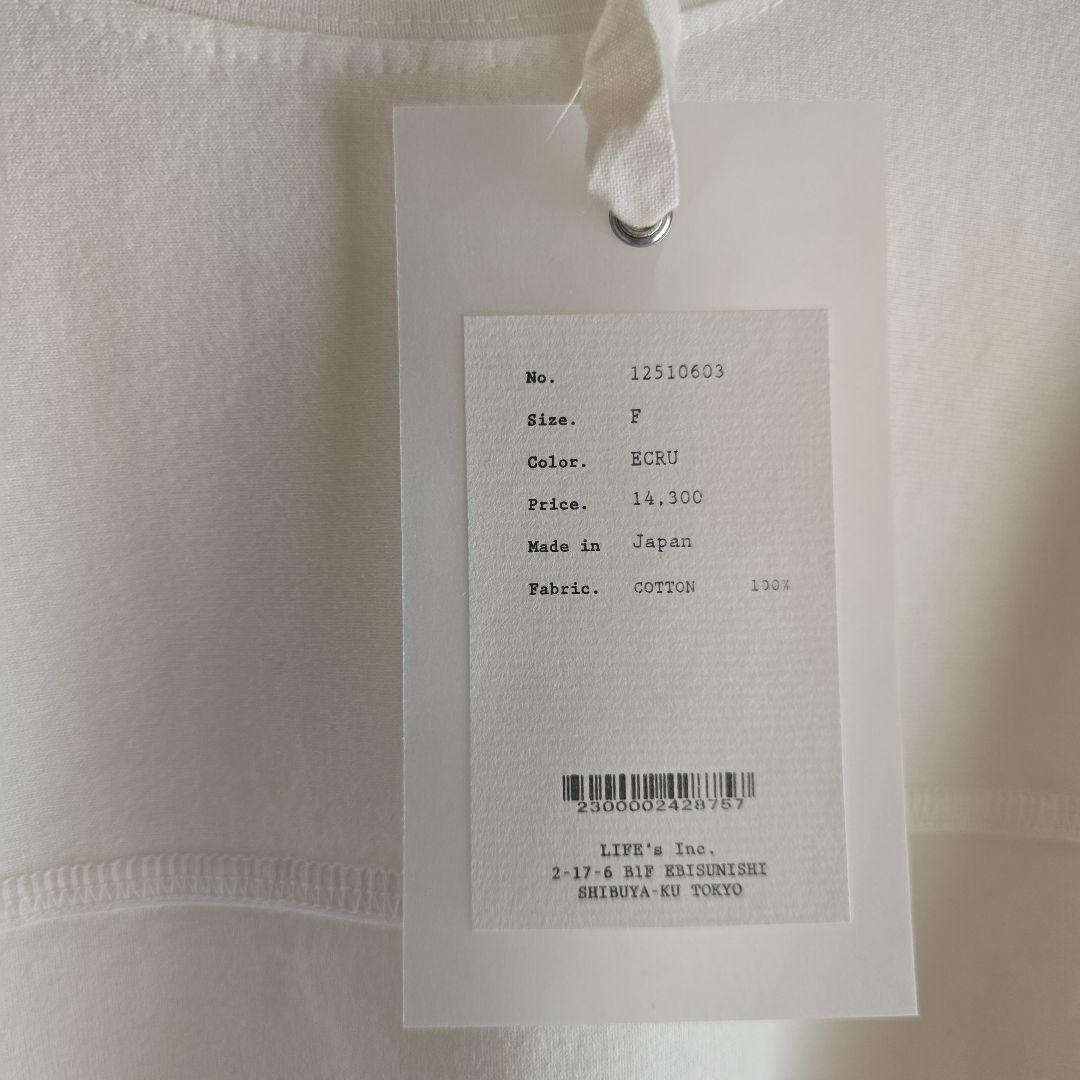 No. 12510603
Size. F
Color. ECRU
Price. 14,300
Made in Japan
Fabric. COTTON 100%
2300002428757
LIFE's Inc.
2-17-6 B1F EBISUNISHI
SHIBUYA-KU TOKYO